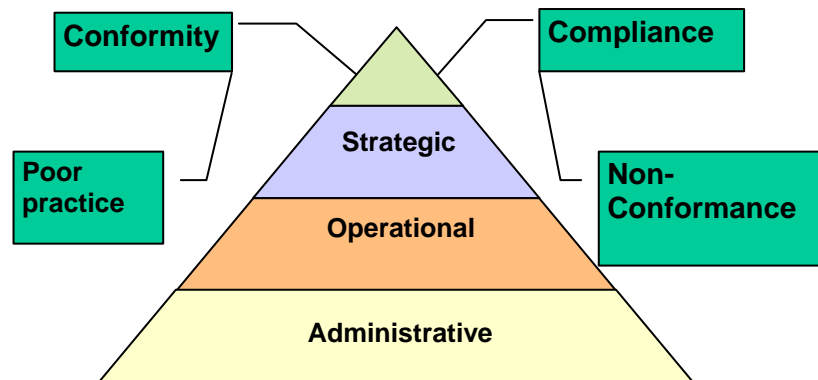 Conformity
Compliance
Strategic
Poor
practice
Non-
Conformance
Operational
Administrative